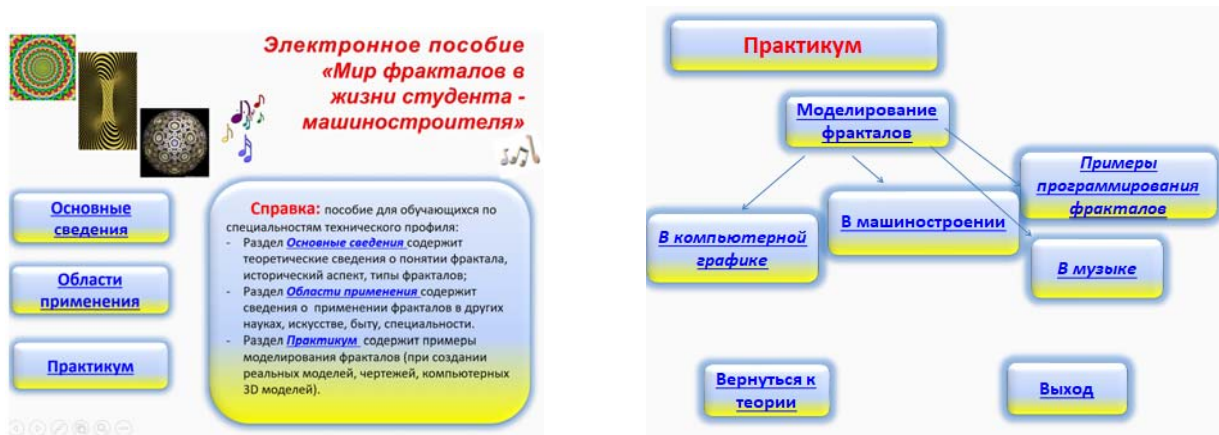 Электронное пособие
«Мир фракталов в
жизни студента -
машиностроителя»
Основные
сведения
Области
применения
Практикум
Справка: пособие для обучающихся по
специальностям технического профиля:
- Раздел Основные сведения содержит
теоретические сведения о понятии фрактала,
исторический аспект, типы фракталов;
- Раздел Области применения содержит
сведения о применении фракталов в других
науках, искусстве, быту, специальности.
- Раздел Практикум содержит примеры
моделирования фракталов (при создании
реальных моделей, чертежей, компьютерных
3D моделей).
Практикум
Моделирование
фракталов
Примеры
программирования
фракталов
В машиностроении
В компьютерной
графике
В музыке
Вернуться к
теории
Выход